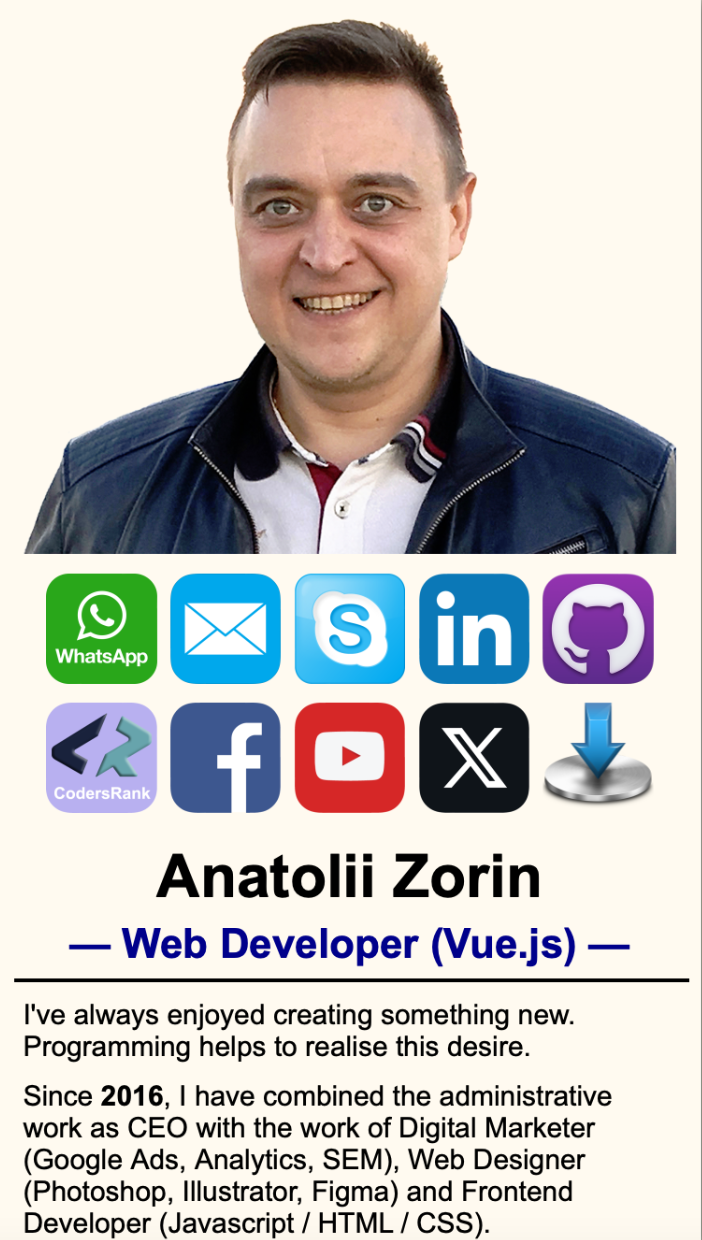 WhatsApp
S
in
CodersRank
f
X
Anatolii Zorin
— Web Developer (Vue.js) —
I've always enjoyed creating something new.
Programming helps to realise this desire.
Since 2016, I have combined the administrative
work as CEO with the work of Digital Marketer
(Google Ads, Analytics, SEM), Web Designer
(Photoshop, Illustrator, Figma) and Frontend
Developer (Javascript / HTML / CSS).